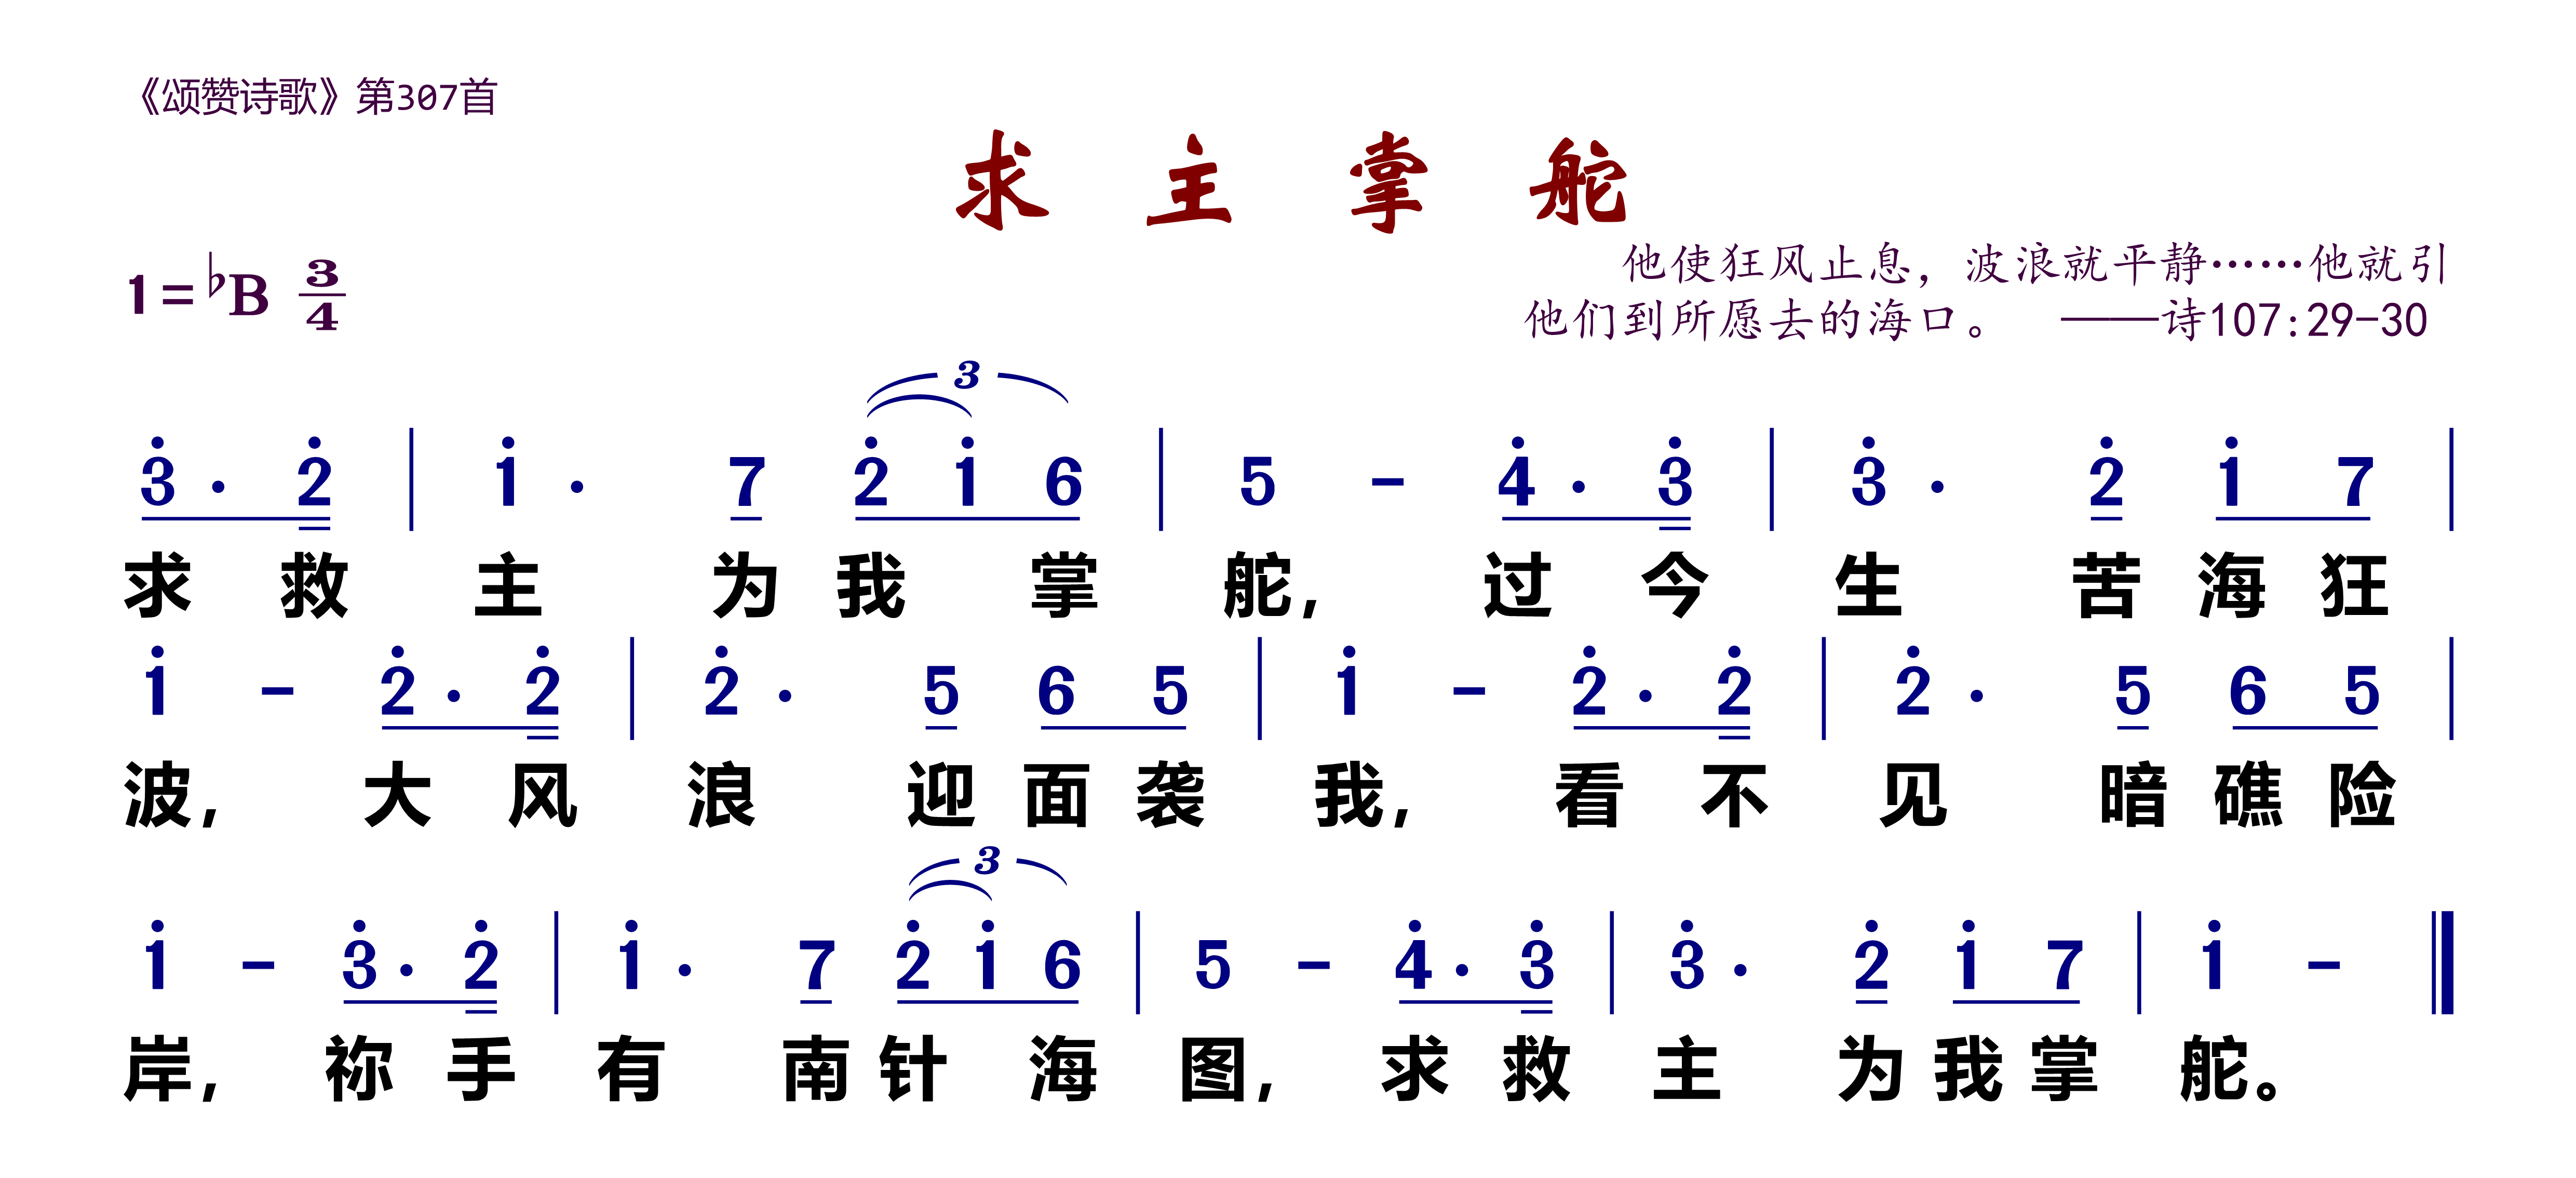 《颂赞诗歌》第307首
求主掌舵
1=♭B 3/4
他使狂风止息，波浪就平静……他就引
他们到所愿去的海口。 ——诗107:29-30
3
3̇ · 2̇ | 1̇ · 7 2̇ 1̇ 6 | 5 - 4̇ · 3̇ | 3̇ · 2̇ 1̇ 7 |
求救主为我掌舵，过今生苦海狂
1̇ - 2̇ · 2̇ | 2̇ · 5 6 5 | 1̇ - 2̇ · 2̇ | 2̇ · 5 6 5 |
波，大风浪迎面袭我，看不见暗礁险
3
1̇ - 3̇ · 2̇ | 1̇ · 7 2̇ 1̇ 6 | 5 - 4̇ · 3̇ | 3̇ · 2̇ 1̇ 7 | 1̇ - ‖
岸，祢手有南针海图，求救主为我掌舵。